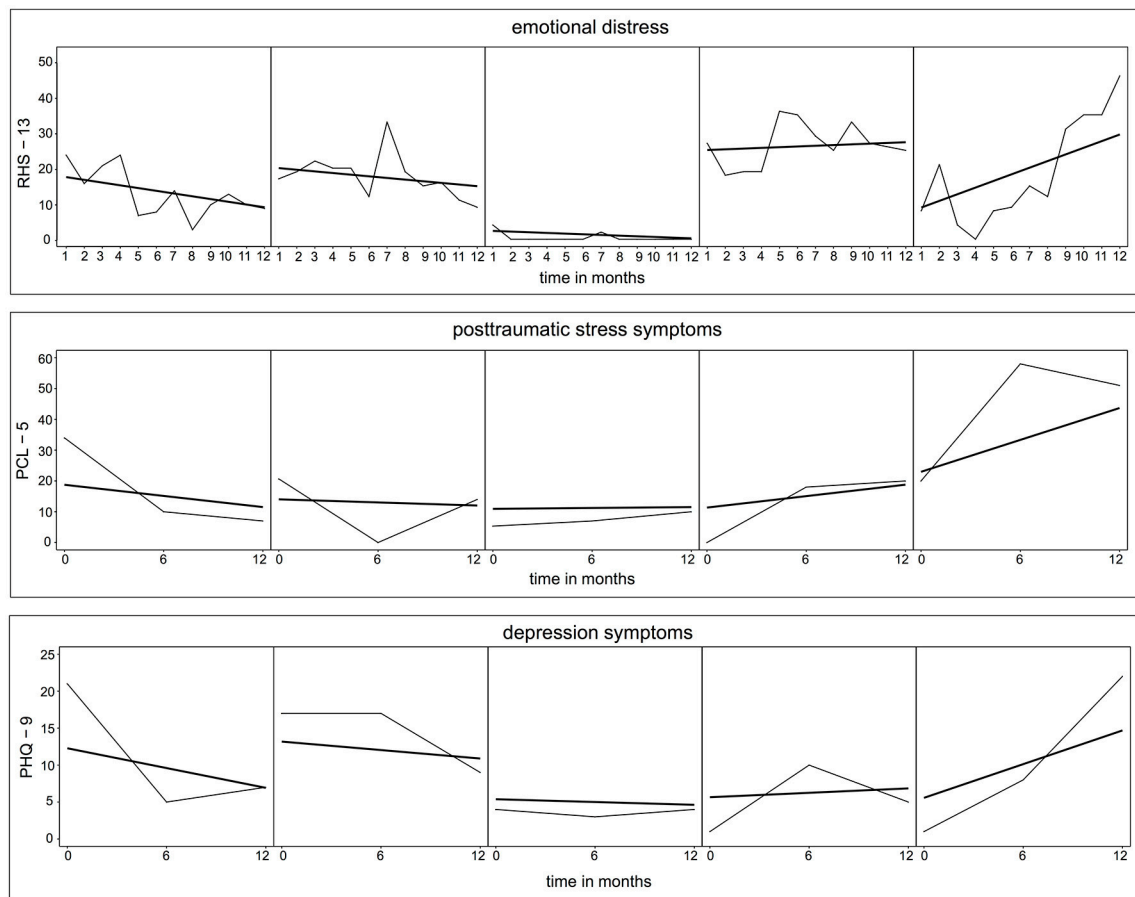 emotional distress
RHS − 13
50
40
30
20
10
0
1 2 3 4 5 6 7 8 9 10 11 12 1 2 3 4 5 6 7 8 9 10 11 12 1 2 3 4 5 6 7 8 9 10 11 12 1 2 3 4 5 6 7 8 9 10 11 12 1 2 3 4 5 6 7 8 9 10 11 12
time in months
posttraumatic stress symptoms
PCL − 5
60
50
40
30
20
10
0
0 6 12 0 6 12 0 6 12 0 6 12 0 6 12
time in months
depression symptoms
PHQ − 9
25
20
15
10
5
0
0 6 12 0 6 12 0 6 12 0 6 12 0 6 12
time in months